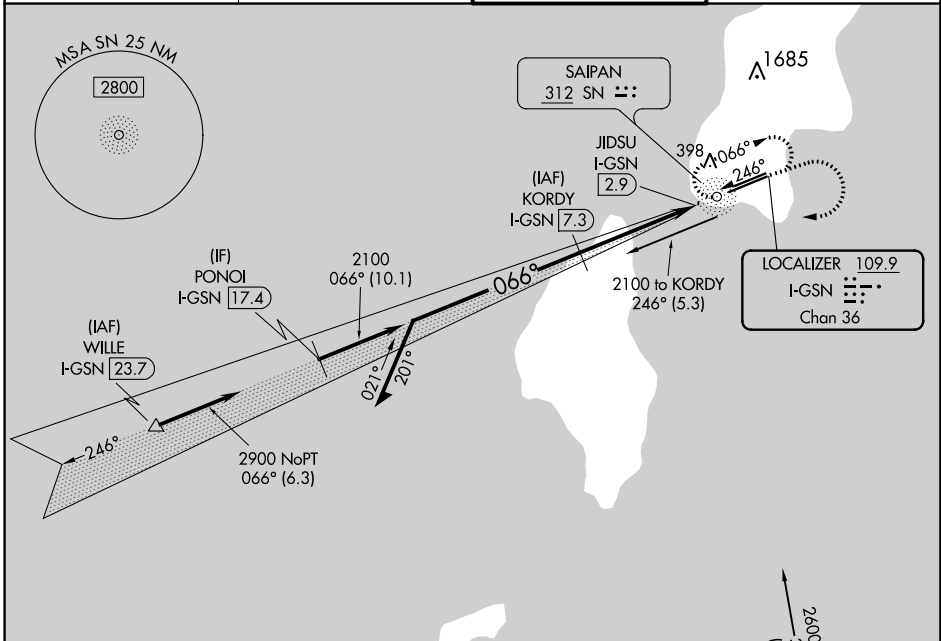 MSA SN 25 NM
2800
SAIPAN
312 SN
1685
JIDSU
I-GSN
2.9
398
066°
246°
(IAF)
KORDY
I-GSN 7.3
(IF)
PONOI
I-GSN 17.4
2100
066° (10.1)
066°
2100 to KORDY
246° (5.3)
LOCALIZER 109.9
I-GSN
Chan 36
(IAF)
WILLE
I-GSN 23.7
021°
201°
246°
2900 NoPT
066° (6.3)
2600